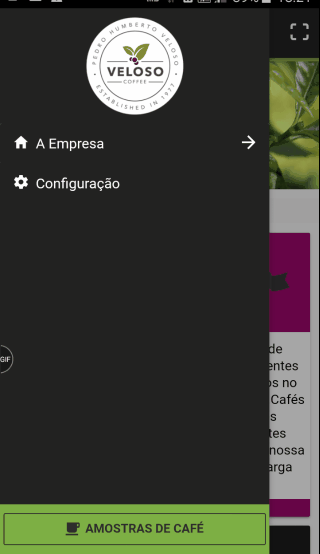 PEDRO HUMBERTO VELOSO
VELOSO
COFFEE
ESTABLISHED IN 1977
A Empresa
Configuração
GIF
de
entes
os no
Cafés
s
tes
nossa
arga
AMOSTRAS DE CAFÉ